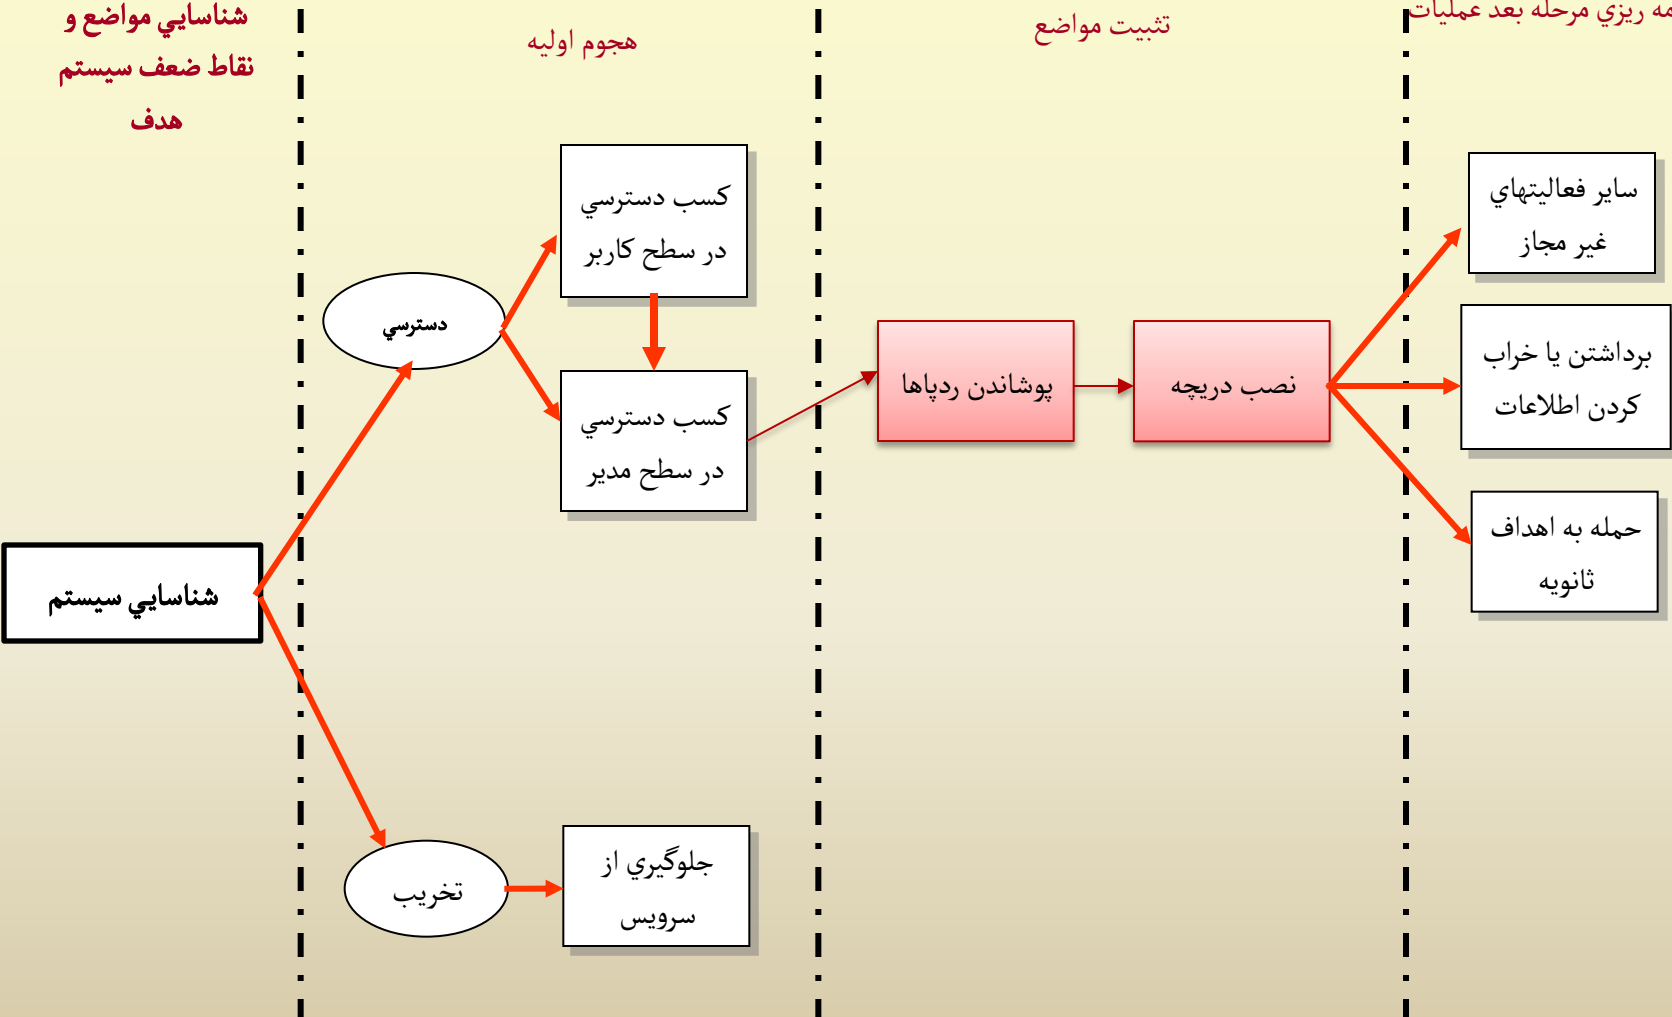 شناسايي مواضع و
نقاط ضعف سيستم
هدف
هجوم اوليه
تثبيت مواضع
ريزي مرحله بعد عمليات
كسب دسترسي
در سطح كاربر
دسترسي
كسب دسترسي
در سطح مدير
پوشاندن ردپاها
نصب دريچه
ساير فعاليتهاي
غير مجاز
برداشتن يا خراب
كردن اطلاعات
حمله به اهداف
ثانويه
شناسايي سيستم
تخريب
جلوگيري از
سرويس